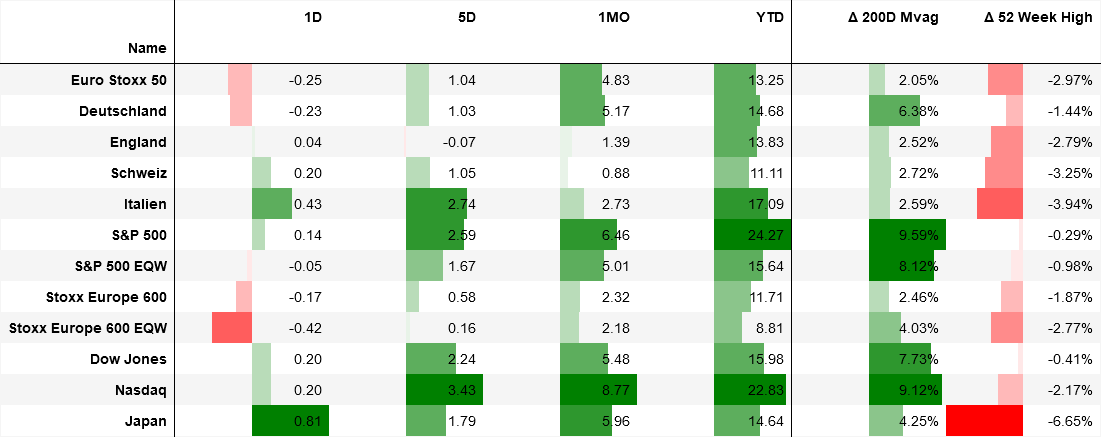 1D 5D 1MO YTD Δ 200D Mvag Δ 52 Week High
Name
Euro Stoxx 50 -0.25 1.04 4.83 13.25 2.05% -2.97%
Deutschland -0.23 1.03 5.17 14.68 6.38% -1.44%
England 0.04 -0.07 1.39 13.83 2.52% -2.79%
Schweiz 0.20 1.05 0.88 11.11 2.72% -3.25%
Italien 0.43 2.74 2.73 17.09 2.59% -3.94%
S&P 500 0.14 2.59 6.46 24.27 9.59% -0.29%
S&P 500 EQW -0.05 1.67 5.01 15.64 8.12% -0.98%
Stoxx Europe 600 -0.17 0.58 2.32 11.71 2.46% -1.87%
Stoxx Europe 600 EQW -0.42 0.16 2.18 8.81 4.03% -2.77%
Dow Jones 0.20 2.24 5.48 15.98 7.73% -0.41%
Nasdaq 0.20 3.43 8.77 22.83 9.12% -2.17%
Japan 0.81 1.79 5.96 14.64 4.25% -6.65%